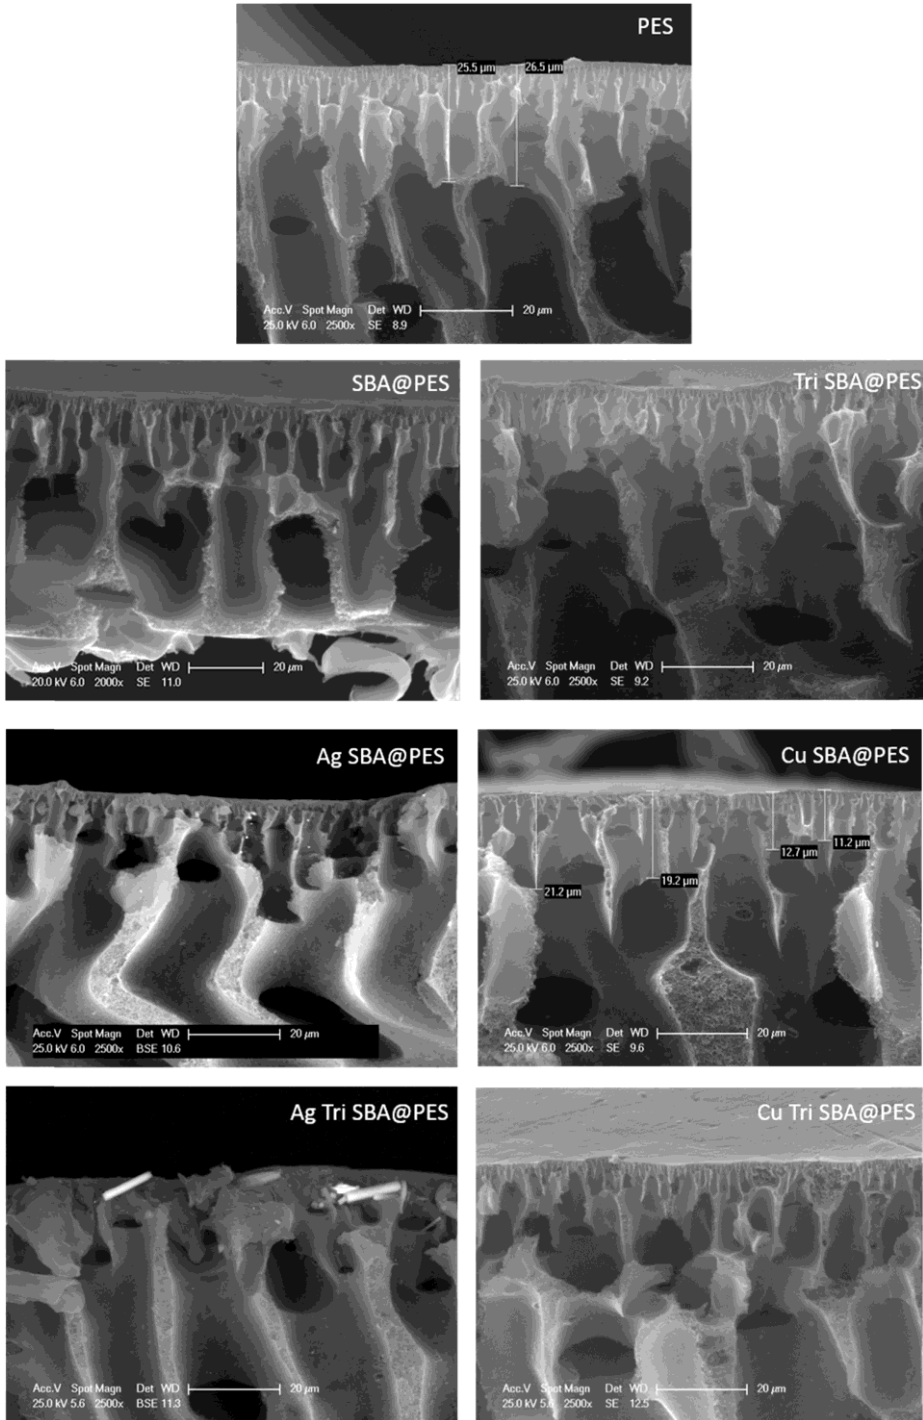 PES
25.5 µm 26.5 µm
Acc.V Spot Magn Det WD 20 µm
25.0 kV 6.0 2500x SE 8.9
SBA@PES
Acc.V Spot Magn Det WD 20 µm
20.0 kV 6.0 2000x SE 11.0
Tri SBA@PES
Acc.V Spot Magn Det WD 20 µm
25.0 kV 6.0 2500x SE 9.2
Ag SBA@PES
Acc.V Spot Magn Det WD 20 µm
25.0 kV 6.0 2500x BSE 10.6
Cu SBA@PES
12.7 µm 11.2 µm
21.2 µm 19.2 µm
Acc.V Spot Magn Det WD 20 µm
25.0 kV 6.0 2500x SE 9.6
Ag Tri SBA@PES
Acc.V Spot Magn Det WD 20 µm
25.0 kV 5.6 2500x BSE 11.3
Cu Tri SBA@PES
Acc.V Spot Magn Det WD 20 µm
25.0 kV 5.6 2500x SE 12.5